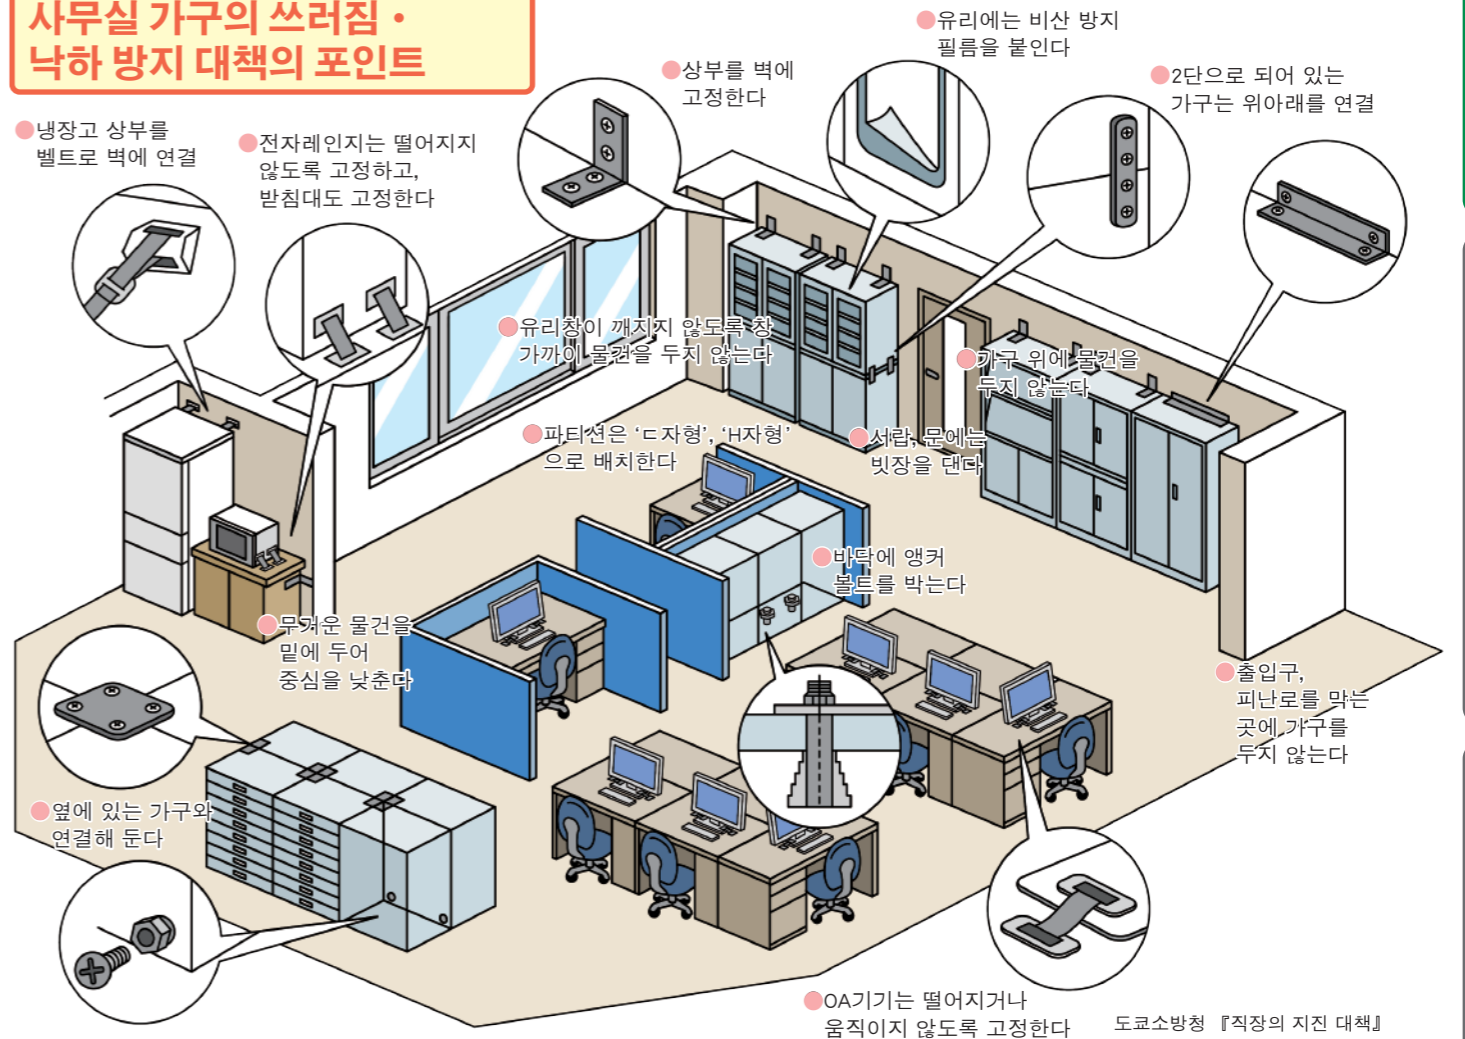 사무실 가구의 쓰러짐·
낙하 방지 대책의 포인트
●유리에는 비산 방지
필름을 붙인다
●상부를 벽에
고정한다
●2단으로 되어 있는
가구는 위아래를 연결
●냉장고 상부를
벨트로 벽에 연결
●전자레인지는 떨어지지
않도록 고정하고,
받침대도 고정한다
●유리창이 깨지지 않도록 창
가까이 물건을 두지 않는다
●가구 위에 물건을
두지 않는다
●파티션은 ‘ㄷ자형’, ‘H자형’
으로 배치한다
●서랍, 문에는
빗장을 댄다
●바닥에 앵커
볼트를 박는다
●무거운 물건을
밑에 두어
중심을 낮춘다
●출입구,
피난로를 막는
곳에 가구를
두지 않는다
●옆에 있는 가구와
연결해 둔다
●OA기기는 떨어지거나
움직이지 않도록 고정한다
도쿄소방청 『직장의 지진 대책』